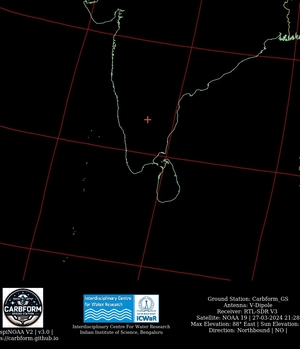 CARBFORM
spiNOAA V2 | v3.0 |
s://carbform.github.io
Interdisciplinary Centre
For Water Research
ICWaR
Interdisciplinary Centre For Water Research
Indian Institute of Science, Bengaluru
Ground Station: Carbform_GS
Antenna: V-Dipole
Receiver: RTL-SDR V3
Satellite: NOAA 19 | 27-03-2024 21:28
Max Elevation: 88° East | Sun Elevation:
Direction: Northbound | NO |